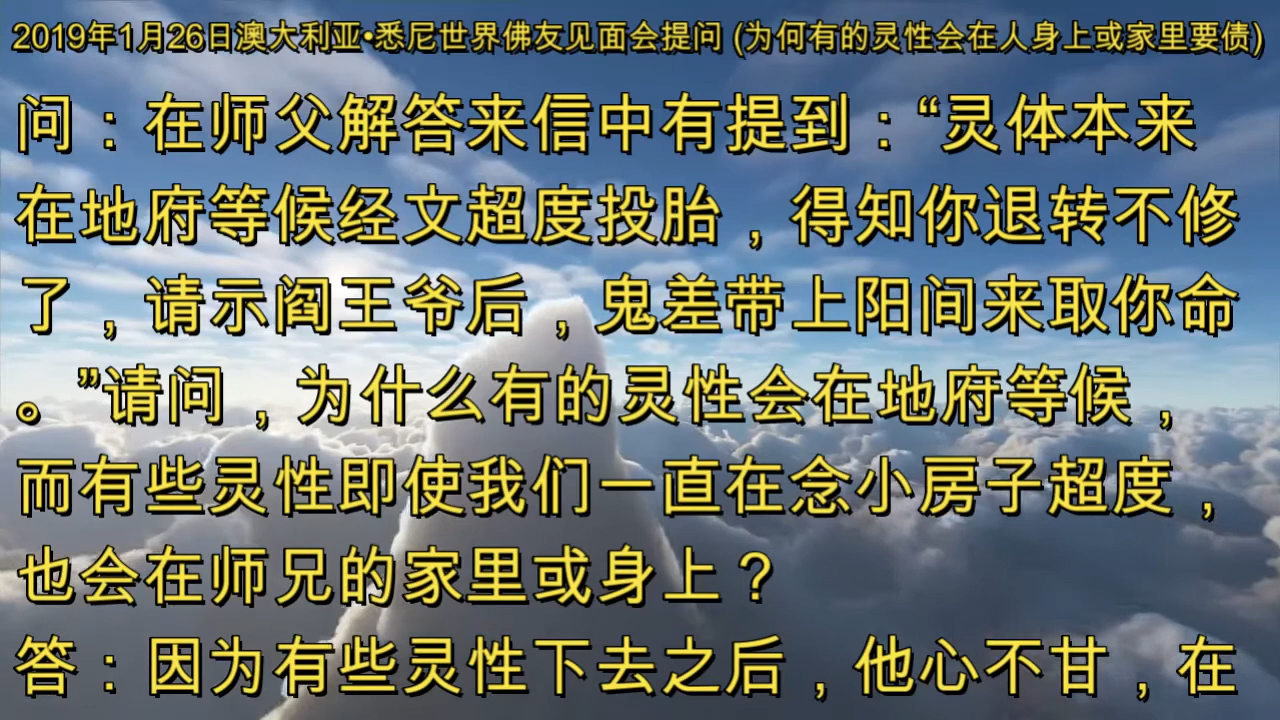 2019年1月26日澳大利亚•悉尼世界佛友见面会提问 (为何有的灵性会在人身上或家里要债)
问：在师父解答来信中有提到：“灵体本来
在地府等候经文超度投胎，得知你退转不修
了，请示阎王爷后，鬼差带上阳间来取你命
。”请问，为什么有的灵性会在地府等候，
而有些灵性即使我们一直在念小房子超度，
也会在师兄的家里或身上？
答：因为有些灵性下去之后，他心不甘，在